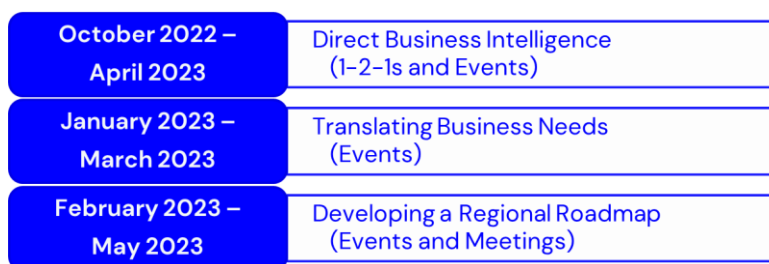 October 2022 –
April 2023
Direct Business Intelligence
(1-2-1s and Events)
January 2023 –
March 2023
Translating Business Needs
(Events)
February 2023 –
May 2023
Developing a Regional Roadmap
(Events and Meetings)